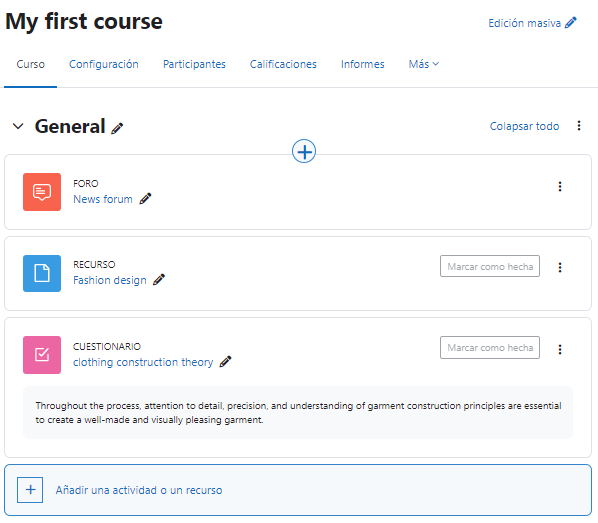 My first course
Edición masiva
Curso Configuración Participantes Calificaciones Informes Más
General
Colapsar todo
FORO
News forum
RECURSO
Fashion design
Marcar como hecha
CUESTIONARIO
clothing construction theory
Marcar como hecha
Throughout the process, attention to detail, precision, and understanding of garment construction principles are essential
to create a well-made and visually pleasing garment.
Añadir una actividad o un recurso